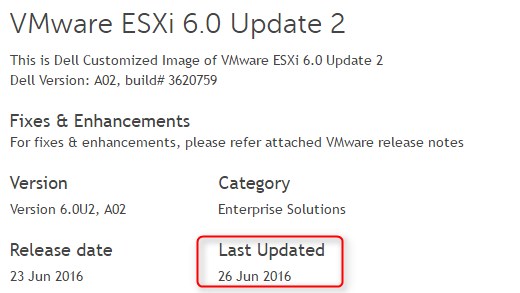 VMware ESXi 6.0 Update 2
This is Dell Customized Image of VMware ESXi 6.0 Update 2
Dell Version: A02, build# 3620759
Fixes & Enhancements
For fixes & enhancements, please refer attached VMware release notes
Version
Category
Version 6.0U2, A02
Enterprise Solutions
Release date
Last Updated
23 Jun 2016
26 Jun 2016